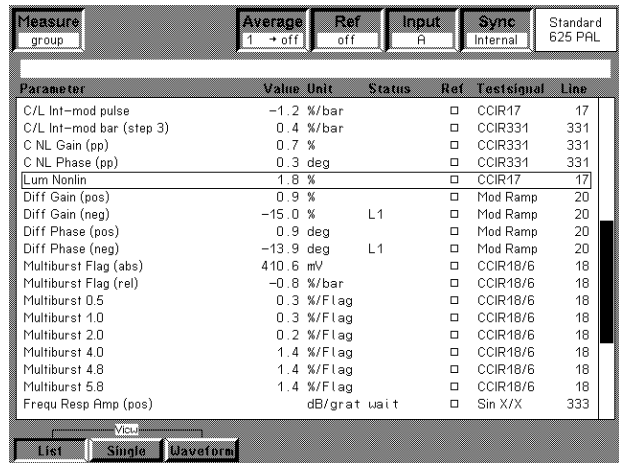 Measure Average Ref Input Sync Standard
group 1 → off off A Internal 625 PAL
Parameter Value Unit Status Ref Testsignal Line
C/L Int-mod pulse -1.2 %/bar CCIR17 17
C/L Int-mod bar (step 3) 0.4 %/bar CCIR331 331
C NL Gain (pp) 0.7 % CCIR331 331
C NL Phase (pp) 0.3 deg CCIR331 331
Lum Nonlin 1.8 % CCIR17 17
Diff Gain (pos) 0.9 % Mod Ramp 20
Diff Gain (neg) -15.0 % L1 Mod Ramp 20
Diff Phase (pos) 0.9 deg Mod Ramp 20
Diff Phase (neg) -13.9 deg L1 Mod Ramp 20
Multiburst Flag (abs) 410.6 mV CCIR18/6 18
Multiburst Flag (rel) -0.8 %/bar CCIR18/6 18
Multiburst 0.5 0.3 %/Flag CCIR18/6 18
Multiburst 1.0 0.3 %/Flag CCIR18/6 18
Multiburst 2.0 0.2 %/Flag CCIR18/6 18
Multiburst 4.0 1.4 %/Flag CCIR18/6 18
Multiburst 4.8 1.4 %/Flag CCIR18/6 18
Multiburst 5.8 1.4 %/Flag CCIR18/6 18
Frequ Resp Amp (pos) dB/grat wait Sin X/X 333
View
List Single Waveform